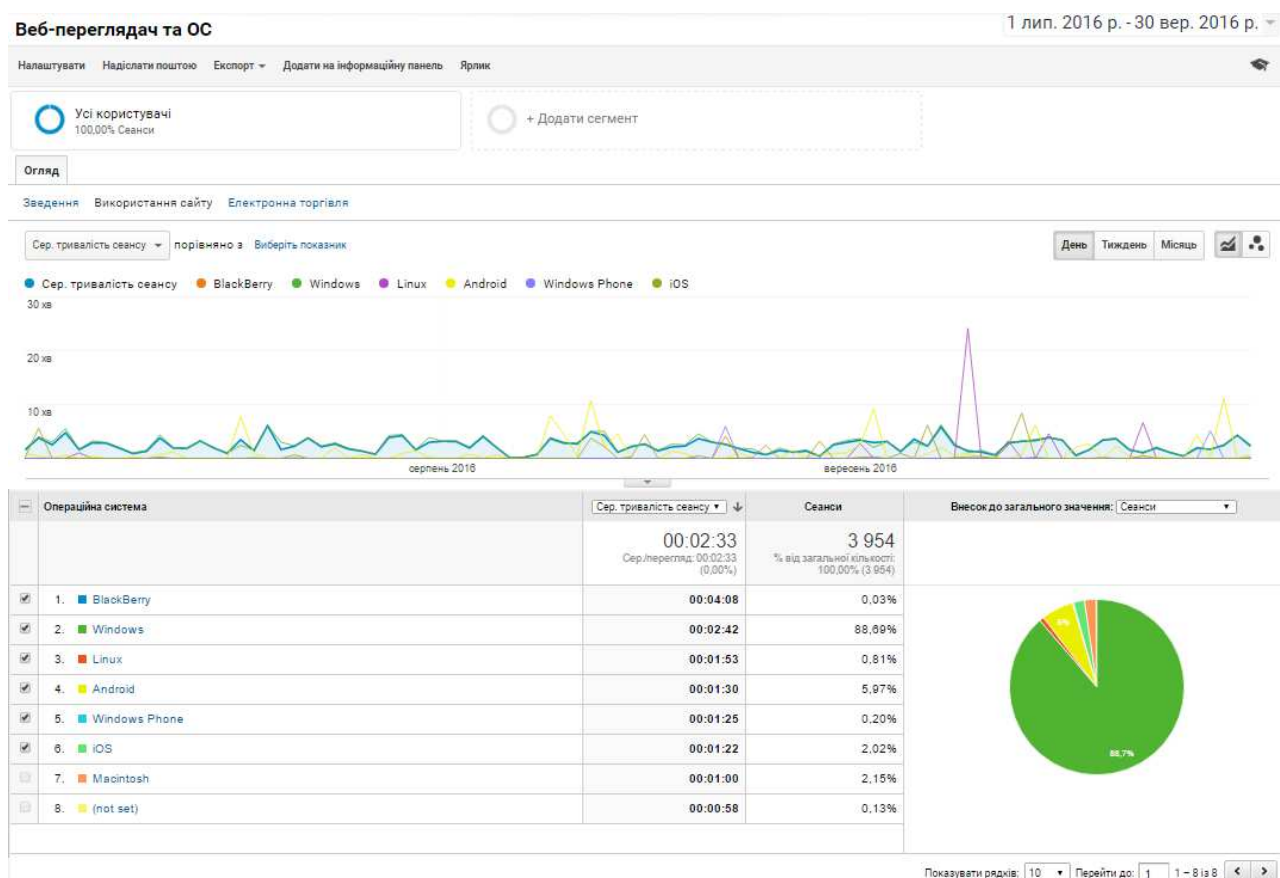 Веб-переглядач та ОС
1 лип. 2016 р. - 30 вер. 2016 р.
Налаштувати Надіслати поштою Експорт Додати на інформаційну панель Ярлик
Усі користувачі
100,00% Сеанси
+ Додати сегмент
Огляд
Зведення Використання сайту Електронна торгівля
Сер. тривалість сеансу порівняно з Виберіть показник
День Тиждень Місяць
Сер. тривалість сеансу BlackBerry Windows Linux Android Windows Phone iOS
30 хв
20 хв
10 хв
серпень 2016 вересень 2016
Операційна система Сер. тривалість сеансу Сеанси Внесок до загального значення: Сеанси
00:02:33 3 954
Сер./перегляд: 00:02:33 % від загальної кількості:
(0,00%) 100,00% (3 954)
1. BlackBerry 00:04:08 0,03%
2. Windows 00:02:42 88,69%
3. Linux 00:01:53 0,81%
4. Android 00:01:30 5,97%
5. Windows Phone 00:01:25 0,20%
6. iOS 00:01:22 2,02%
7. Macintosh 00:01:00 2,15%
8. (not set) 00:00:58 0,13%
6%
88,7%
Показувати рядків: 10 Перейти до: 1 1 – 8 із 8